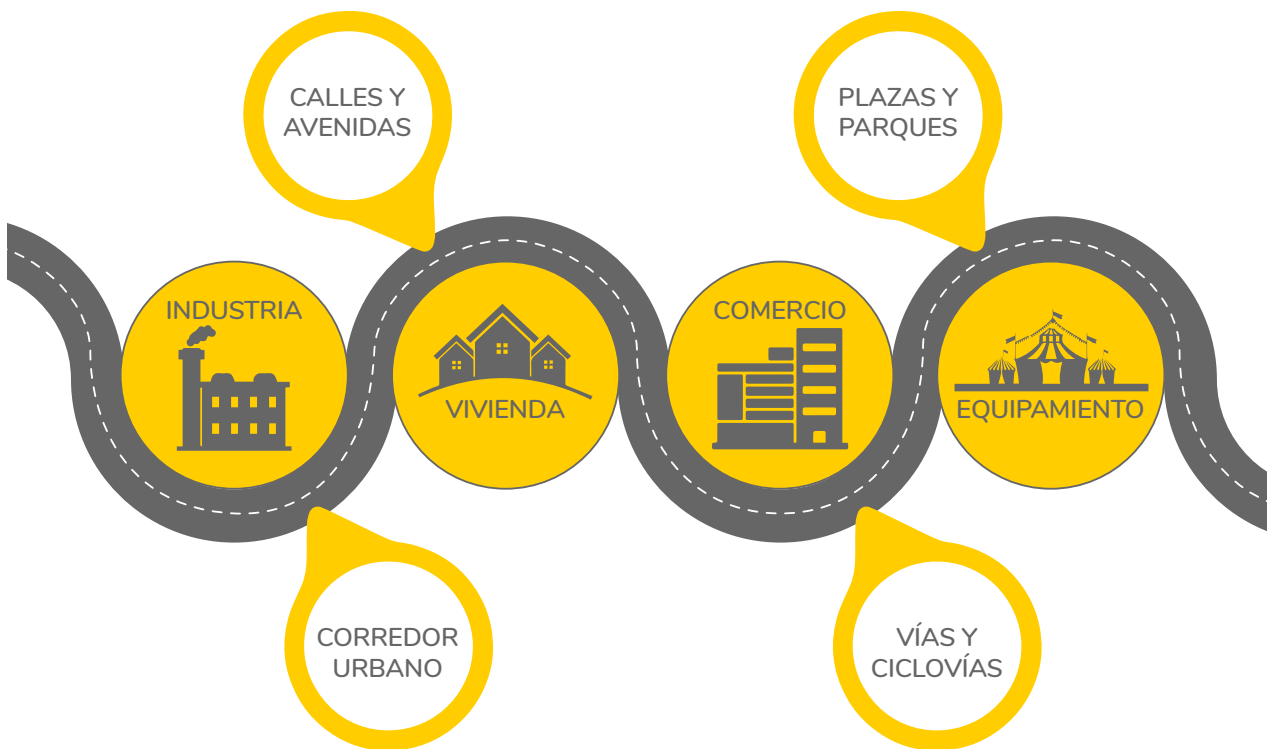 CALLES Y
AVENIDAS
PLAZAS Y
PARQUES
INDUSTRIA
VIVIENDA
COMERCIO
EQUIPAMIENTO
CORREDOR
URBANO
VÍAS Y
CICLOVÍAS